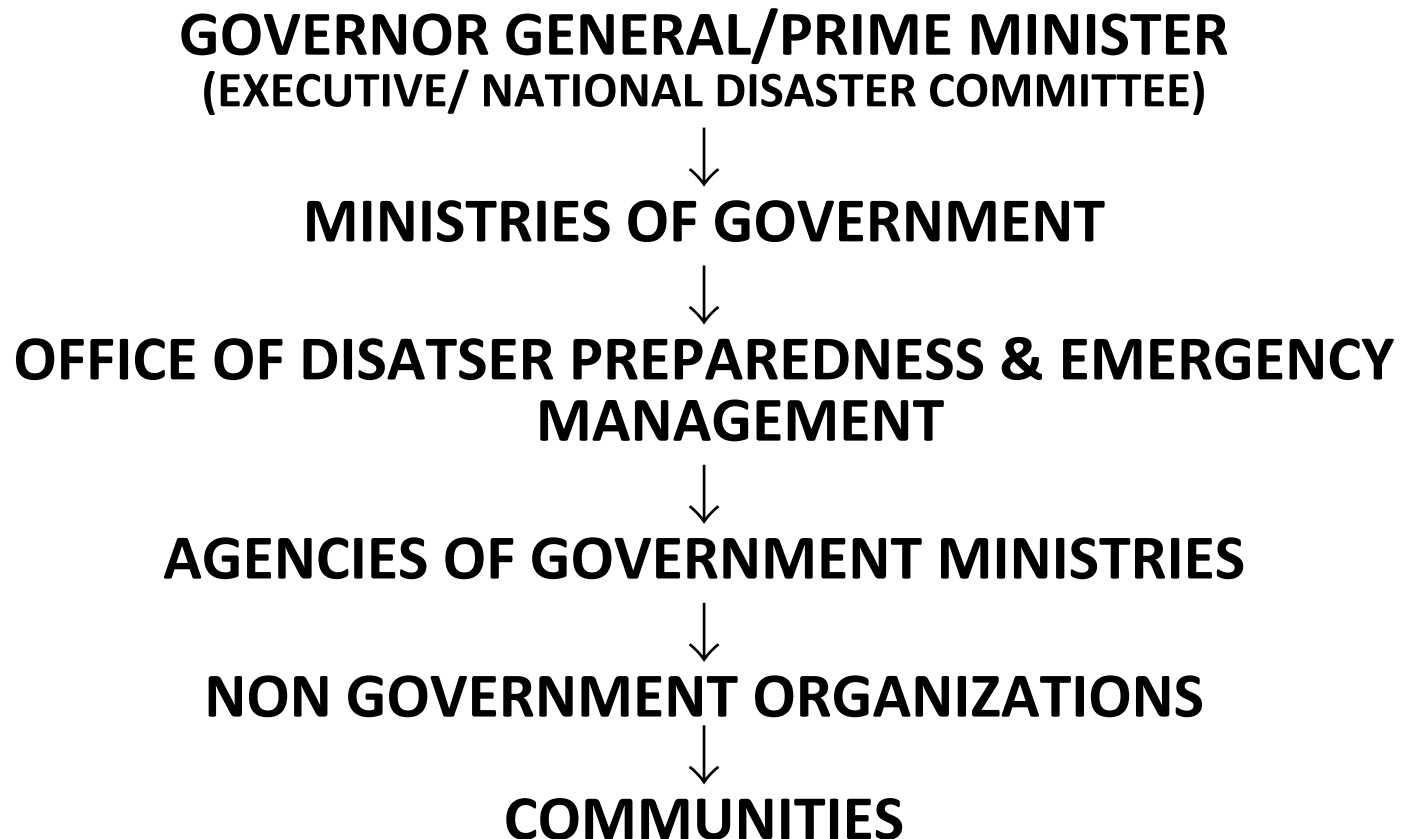 GOVERNOR GENERAL/PRIME MINISTER
(EXECUTIVE/ NATIONAL DISASTER COMMITTEE)
↓
MINISTRIES OF GOVERNMENT
↓
OFFICE OF DISATSER PREPAREDNESS & EMERGENCY
MANAGEMENT
↓
AGENCIES OF GOVERNMENT MINISTRIES
↓
NON GOVERNMENT ORGANIZATIONS
↓
COMMUNITIES